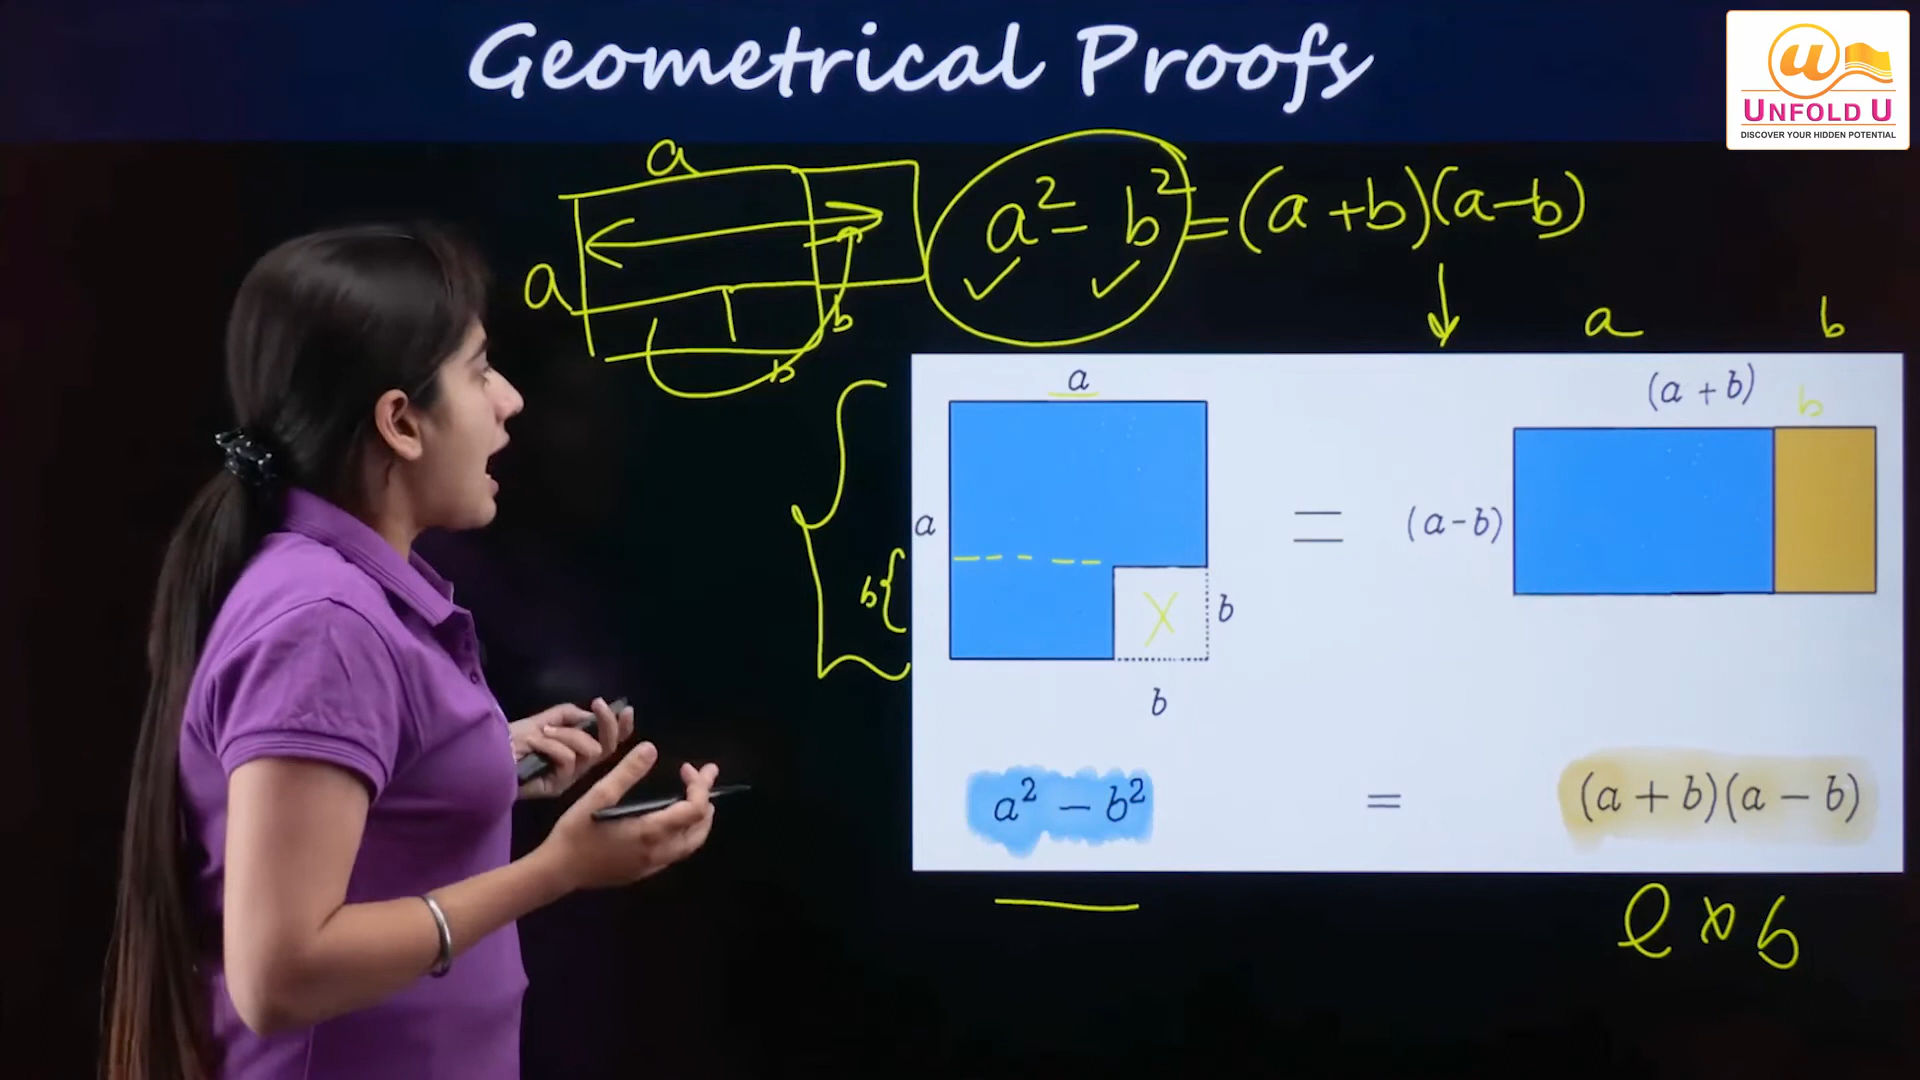 Geometrical Proofs
UNFOLD U
DISCOVER YOUR HIDDEN POTENTIAL
a
a
b
b
a² - b² = (a + b)(a - b)
a b
a
(a + b)
b
a
(a - b)
b{
X
b
b
a² - b² = (a + b)(a - b)
l × b